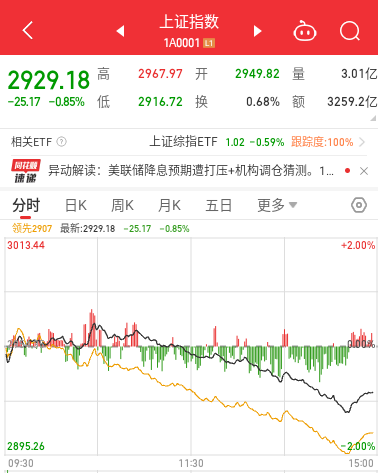 上证指数
1A0001 L1
2929.18 高 2967.97 开 2949.82 量 3.01亿
-25.17 -0.85% 低 2916.72 换 0.68% 额 3259.2亿
相关ETF ? 上证综指ETF 1.02 -0.59% 跟踪度:100%
同花顺 速递 异动解读：美联储降息预期遭打压+机构调仓猜测。1...
分时 日K 周K 月K 五日 更多
领先2907 最新:2929.18 -25.17 -0.85%
3013.44 +2.00%
0.00%
2895.26 -2.00%
09:30 11:30 15:00